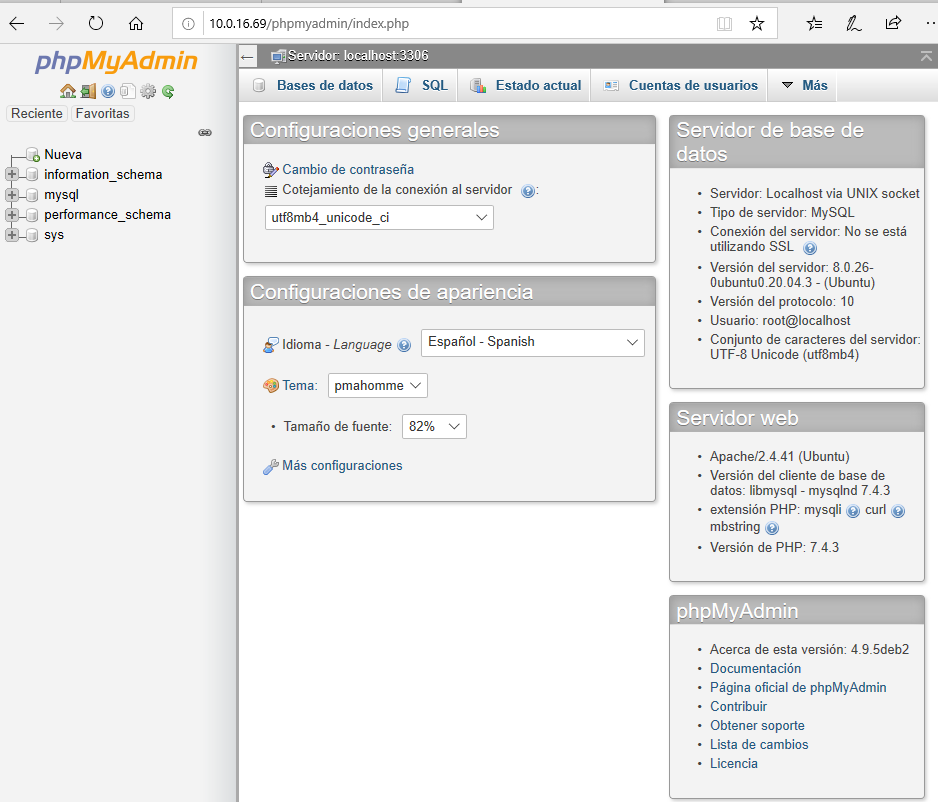 10.0.16.69/phpmyadmin/index.php
phpMyAdmin
Reciente
Favoritas
Nueva
information_schema
mysql
performance_schema
sys
Servidor: localhost:3306
Bases de datos
SQL
Estado actual
Cuentas de usuarios
Más
Configuraciones generales
Cambio de contraseña
Cotejamiento de la conexión al servidor :
utf8mb4_unicode_ci
Configuraciones de apariencia
Idioma - Language
Español - Spanish
Tema:
pmahomme
• Tamaño de fuente:
82%
Más configuraciones
Servidor de base de
datos
• Servidor: Localhost via UNIX socket
• Tipo de servidor: MySQL
• Conexión del servidor: No se está
utilizando SSL
• Versión del servidor: 8.0.26-
0ubuntu0.20.04.3 - (Ubuntu)
• Versión del protocolo: 10
• Usuario: root@localhost
• Conjunto de caracteres del servidor:
UTF-8 Unicode (utf8mb4)
Servidor web
• Apache/2.4.41 (Ubuntu)
• Versión del cliente de base de
datos: libmysql - mysqlnd 7.4.3
• extensión PHP: mysqli curl
mbstring
• Versión de PHP: 7.4.3
phpMyAdmin
• Acerca de esta versión: 4.9.5deb2
• Documentación
• Página oficial de phpMyAdmin
• Contribuir
• Obtener soporte
• Lista de cambios
• Licencia